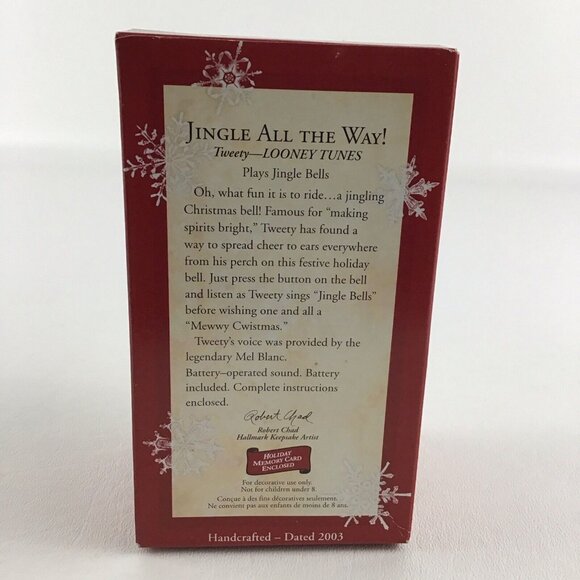 JINGLE ALL THE WAY!
Tweety—LOONEY TUNES
Plays Jingle Bells
Oh, what fun it is to ride…a jingling
Christmas bell! Famous for “making
spirits bright,” Tweety has found a
way to spread cheer to ears everywhere
from his perch on this festive holiday
bell. Just press the button on the bell
and listen as Tweety sings “Jingle Bells”
before wishing one and all a
“Mewwy Cwistmas.”
Tweety’s voice was provided by the
legendary Mel Blanc.
Battery–operated sound. Battery
included. Complete instructions
enclosed.
Robert Chad
Robert Chad
Hallmark Keepsake Artist
HOLIDAY
MEMORY CARD
ENCLOSED
For decorative use only.
Not for children under 8.
Conçue à des fins décoratives seulement.
Ne convient pas aux enfants de moins de 8 ans.
Handcrafted – Dated 2003